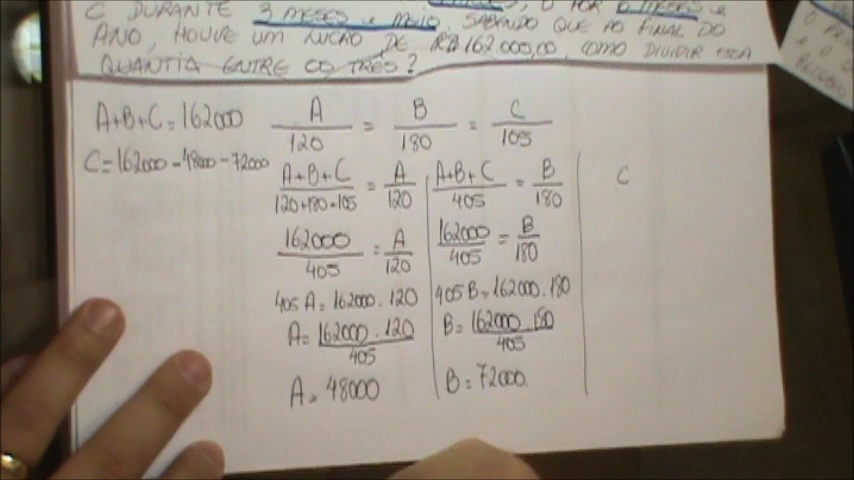 C DURANTE 3 MESES e MEIO. SABENDO QUE AO FINAL DO
ANO, HOUVE UM LUCRO DE R$162.000,00, COMO DIVIDIR ESSA
QUANTIA ENTRE OS TRÊS?
A+B+C=162000
C=162000-48000-72000
A/120 = B/180 = C/105
A+B+C/120+180+105 = A/120
162000/405 = A/120
405A=162000.120
A=162000.120/405
A=48000
A+B+C/405 = B/180
162000/405 = B/180
405B=162000.180
B=162000.180/405
B=72000.
C